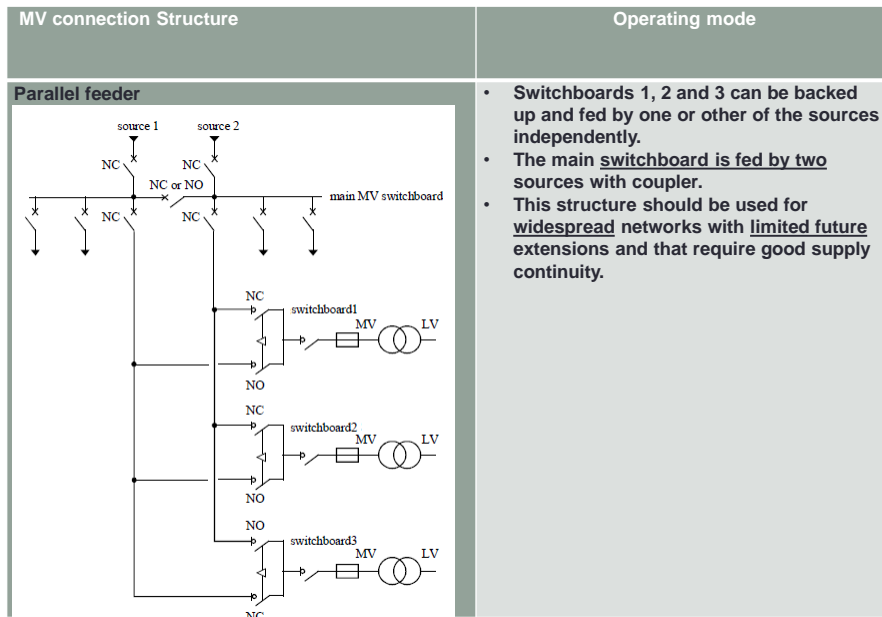 MV connection Structure
Operating mode
Parallel feeder
source 1
source 2
NC
NC
NC or NO
main MV switchboard
NC
NC
NC
switchboard1
MV
LV
NO
NC
switchboard2
MV
LV
NO
NO
switchboard3
MV
LV
NC
• Switchboards 1, 2 and 3 can be backed
up and fed by one or other of the sources
independently.
• The main switchboard is fed by two
sources with coupler.
• This structure should be used for
widespread networks with limited future
extensions and that require good supply
continuity.